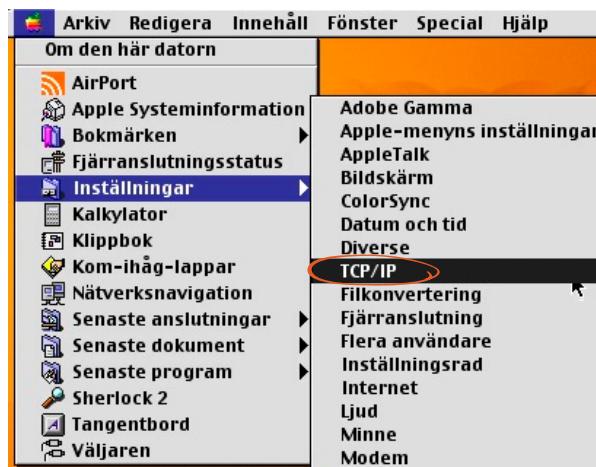 Arkiv Redigera Innehåll Fönster Special Hjälp
Om den här datorn
AirPort
Apple Systeminformation
Bokmärken
Fjärranslutningsstatus
Inställningar
Kalkylator
Klippbok
Kom-ihåg-lappar
Nätverksnavigation
Senaste anslutningar
Senaste dokument
Senaste program
Sherlock 2
Tangentbord
Väljaren
Adobe Gamma
Apple-menyns inställningar
AppleTalk
Bildskärm
ColorSync
Datum och tid
Diverse
TCP/IP
Filkonvertering
Fjärranslutning
Flera användare
Inställningsrad
Internet
Ljud
Minne
Modem